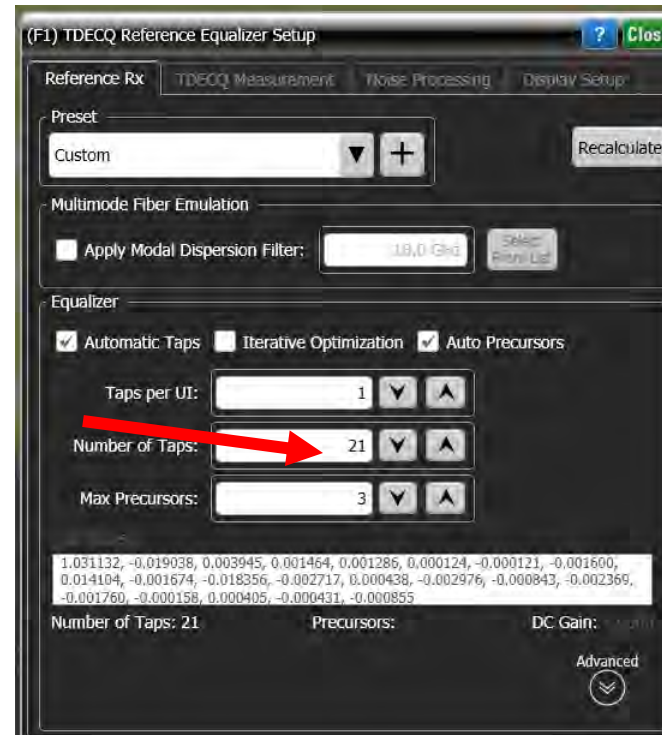 (F1) TDECQ Reference Equalizer Setup ? Clos
Reference Rx TDECQ Measurement Noise Processing Display Setup
Preset
Custom
Recalculate
Multimode Fiber Emulation
Apply Modal Dispersion Filter: Select
From List
Equalizer
Automatic Taps Iterative Optimization Auto Precursors
Taps per UI: 1
Number of Taps: 21
Max Precursors: 3
1.031132, -0.019038, 0.003945, 0.001464, 0.001286, 0.000124, -0.000121, -0.001600,
0.014104, -0.001674, -0.018356, -0.002717, 0.000438, -0.002976, -0.000843, -0.002369,
-0.001760, -0.000158, 0.000405, -0.000431, -0.000855
Number of Taps: 21 Precursors: DC Gain:
Advanced